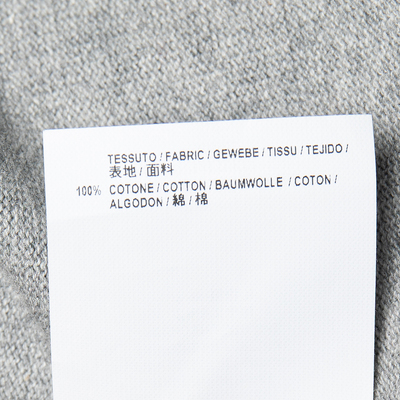 TESSUTO / FABRIC / GEWEBE / TISSU / TEJIDO /
表地 / 面料
100% COTONE / COTTON / BAUMWOLLE / COTON /
ALGODON / 綿 / 棉